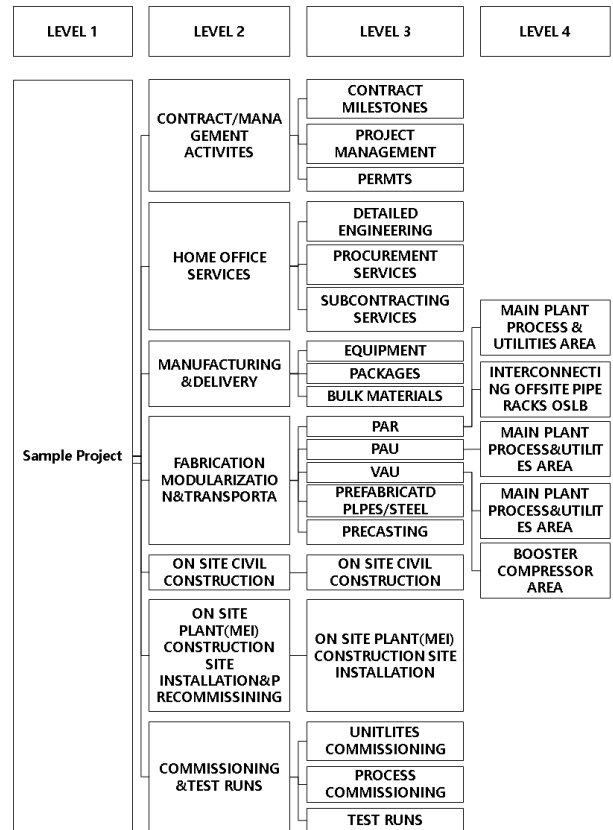 LEVEL 1
LEVEL 2
LEVEL 3
LEVEL 4
Sample Project
CONTRACT/MANA
GEMENT
ACTIVITES
CONTRACT
MILESTONES
PROJECT
MANAGEMENT
PERMTS
HOME OFFICE
SERVICES
DETAILED
ENGINEERING
PROCUREMENT
SERVICES
SUBCONTRACTING
SERVICES
MANUFACTURING
&DELIVERY
EQUIPMENT
PACKAGES
BULK MATERIALS
FABRICATION
MODULARIZATIO
N&TRANSPORTA
PAR
PAU
VAU
PREFABRICATD
PLPES/STEEL
PRECASTING
MAIN PLANT
PROCESS &
UTILITIES AREA
INTERCONNECTI
NG OFFSITE PIPE
RACKS OSLB
MAIN PLANT
PROCESS&UTILIT
ES AREA
MAIN PLANT
PROCESS&UTILIT
ES AREA
BOOSTER
COMPRESSOR
AREA
ON SITE CIVIL
CONSTRUCTION
ON SITE CIVIL
CONSTRUCTION
ON SITE
PLANT(MEI)
CONSTRUCTION
SITE
INSTALLATION&P
RECOMMISSINING
ON SITE PLANT(MEI)
CONSTRUCTION SITE
INSTALLATION
COMMISSIONING
&TEST RUNS
UNITLITES
COMMISSIONING
PROCESS
COMMISSIONING
TEST RUNS